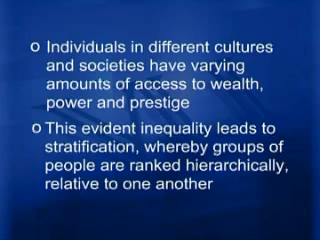 o Individuals in different cultures
and societies have varying
amounts of access to wealth,
power and prestige
o This evident inequality leads to
stratification, whereby groups of
people are ranked hierarchically,
relative to one another